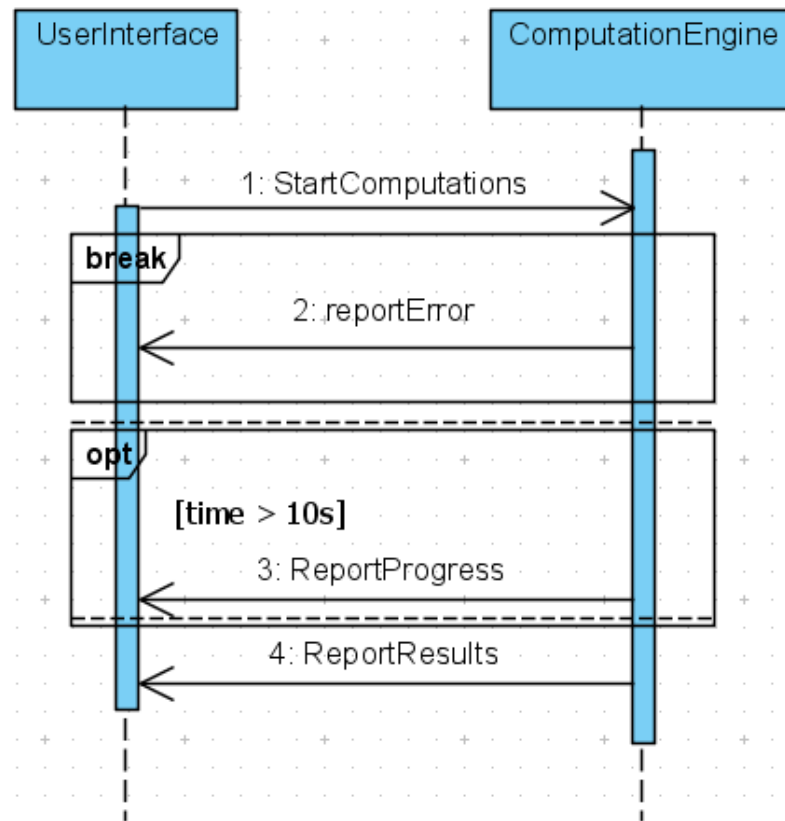 UserInterface
ComputationEngine
1: StartComputations
break
2: reportError
opt
[time > 10s]
3: ReportProgress
4: ReportResults